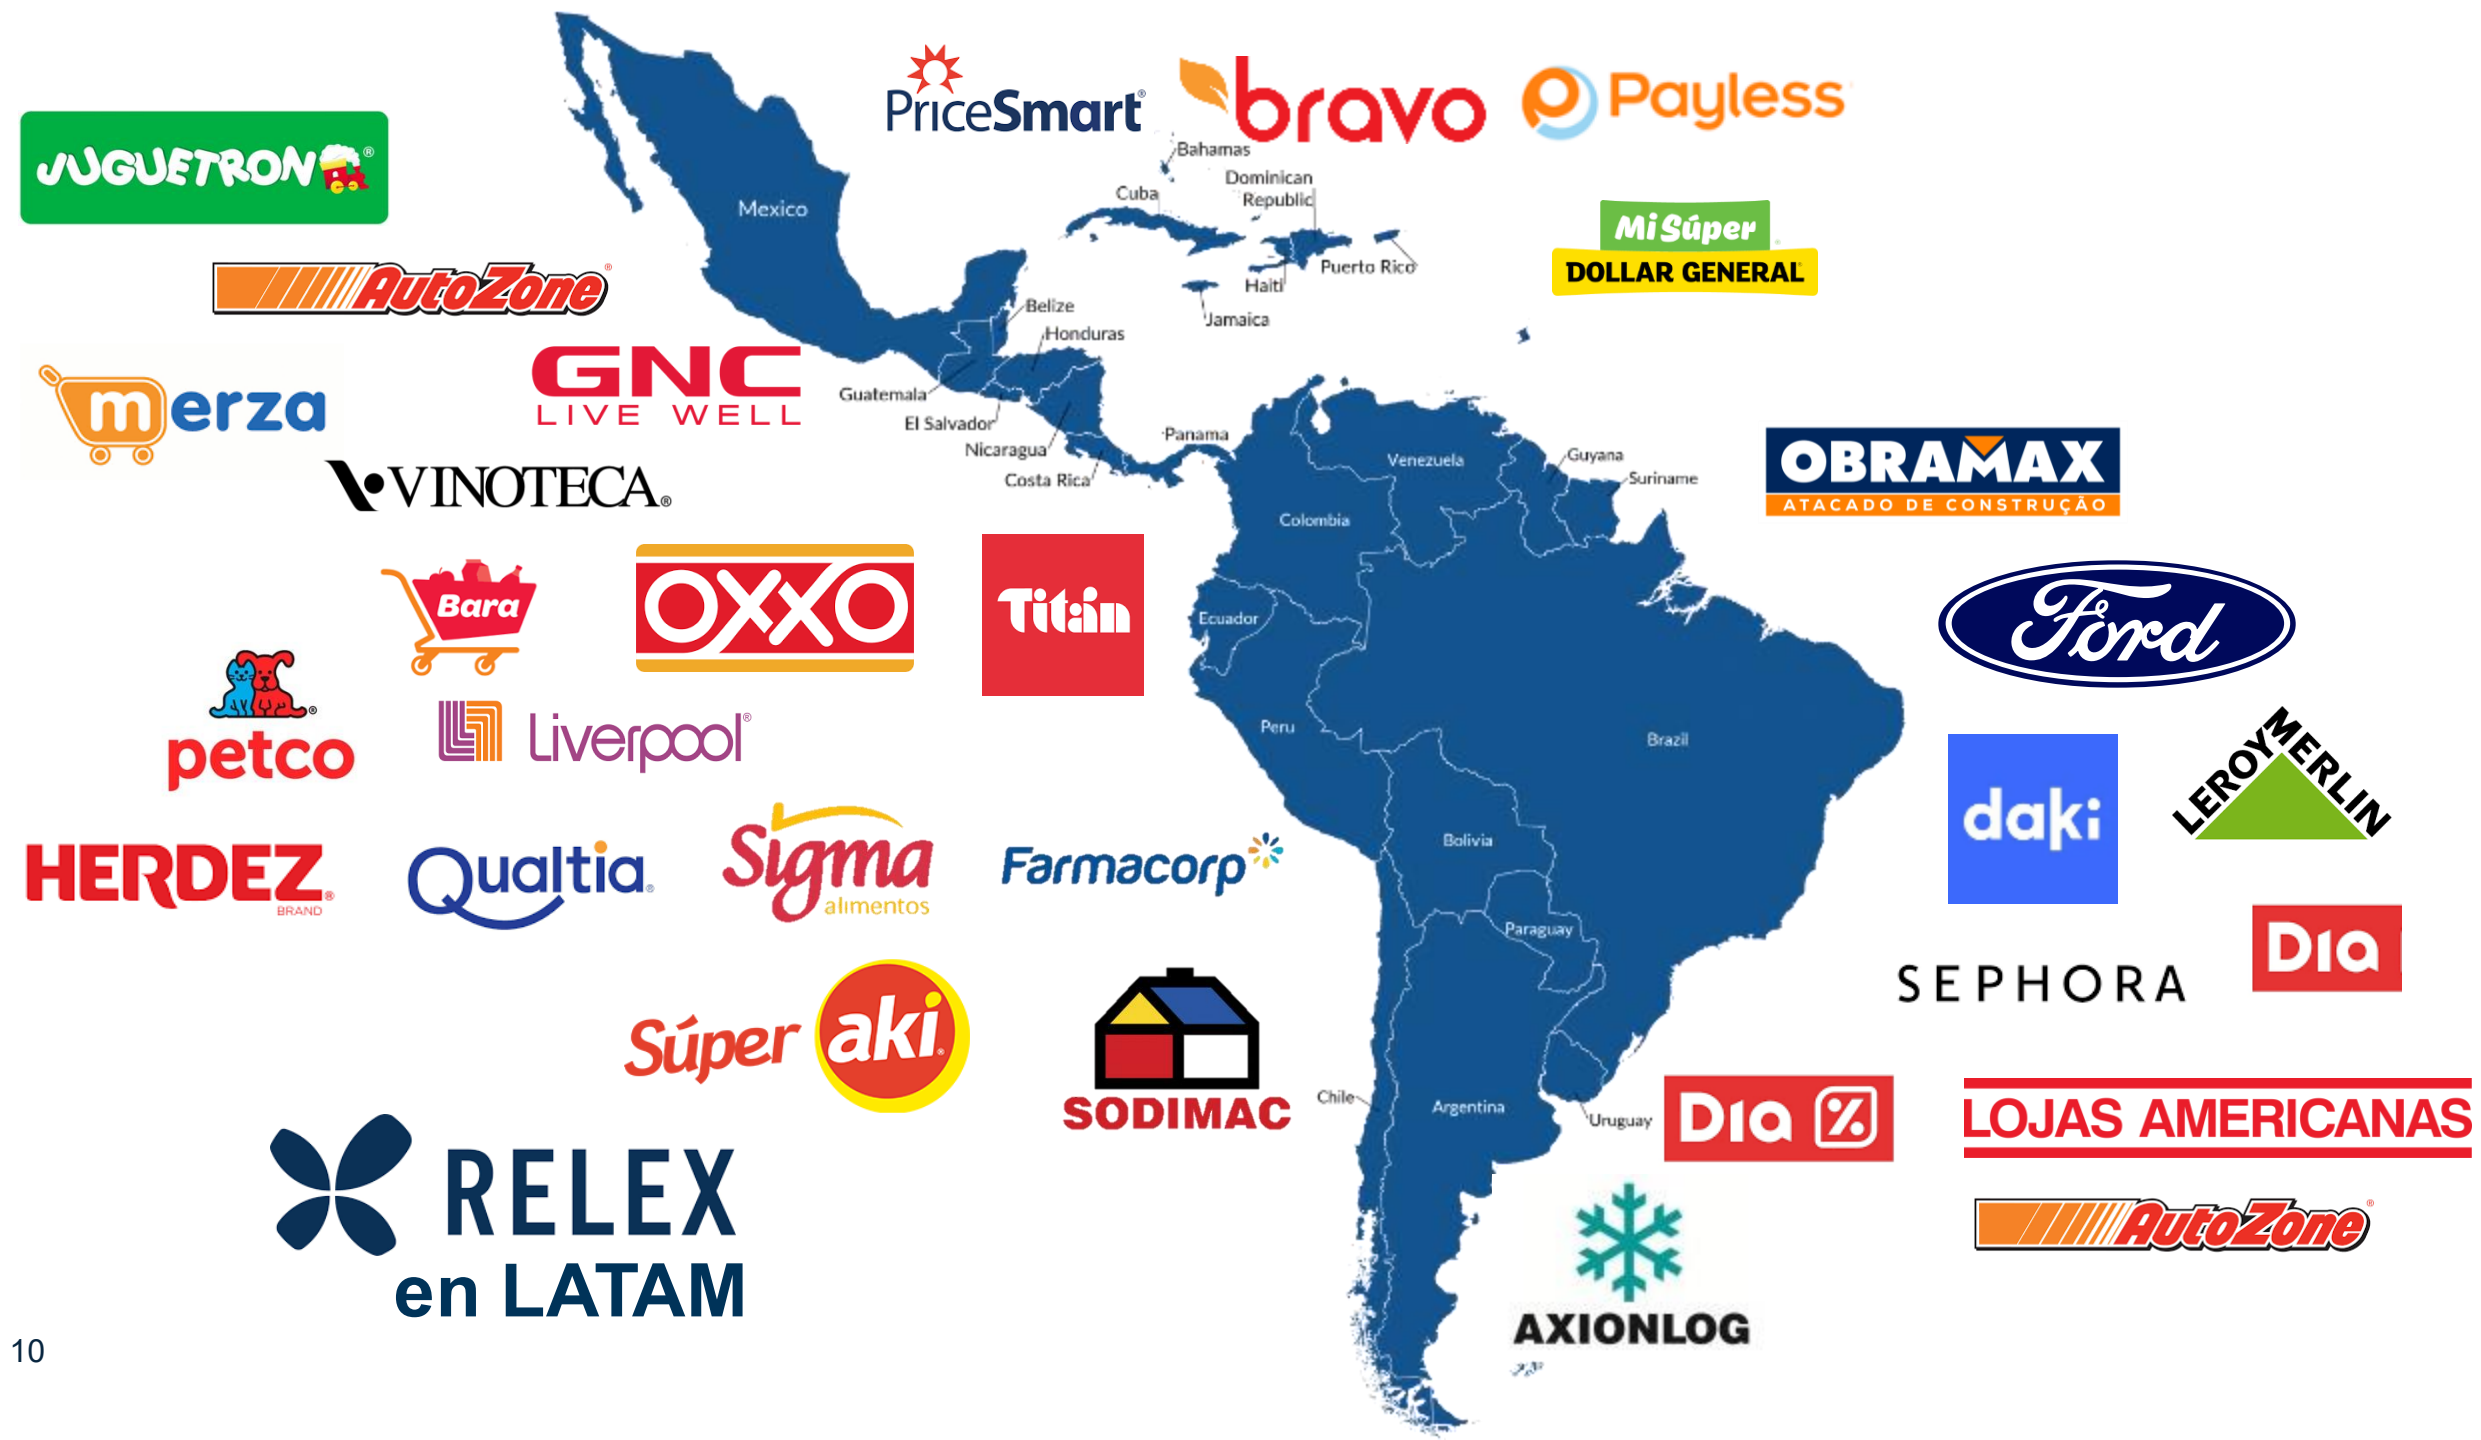 PriceSmart®
bravo
Payless
JUGUETRON®
Bahamas
Dominican
Republic
Cuba
Mexico
Puerto Rico
Haiti
Jamaica
Mi Súper
DOLLAR GENERAL
AutoZone®
Belize
Honduras
merza
GNC
LIVE WELL
Guatemala
El Salvador
Nicaragua
Costa Rica
Panama
Venezuela
Guyana
Suriname
Colombia
OBRAMAX
ATACADO DE CONSTRUÇÃO
VINOTECA®
Bara
OXXO
Titán
Ecuador
Ford
petco
®
Liverpool®
Peru
Brazil
daki
LEROY MERLIN
HERDEZ®
BRAND
Qualtia®
Sigma
alimentos
Farmacorp
Bolivia
Paraguay
SEPHORA
DIa
Súper aki®
SODIMAC
Chile
Argentina
Uruguay
DIa %
LOJAS AMERICANAS
AutoZone®
RELEX
en LATAM
AXIONLOG
10